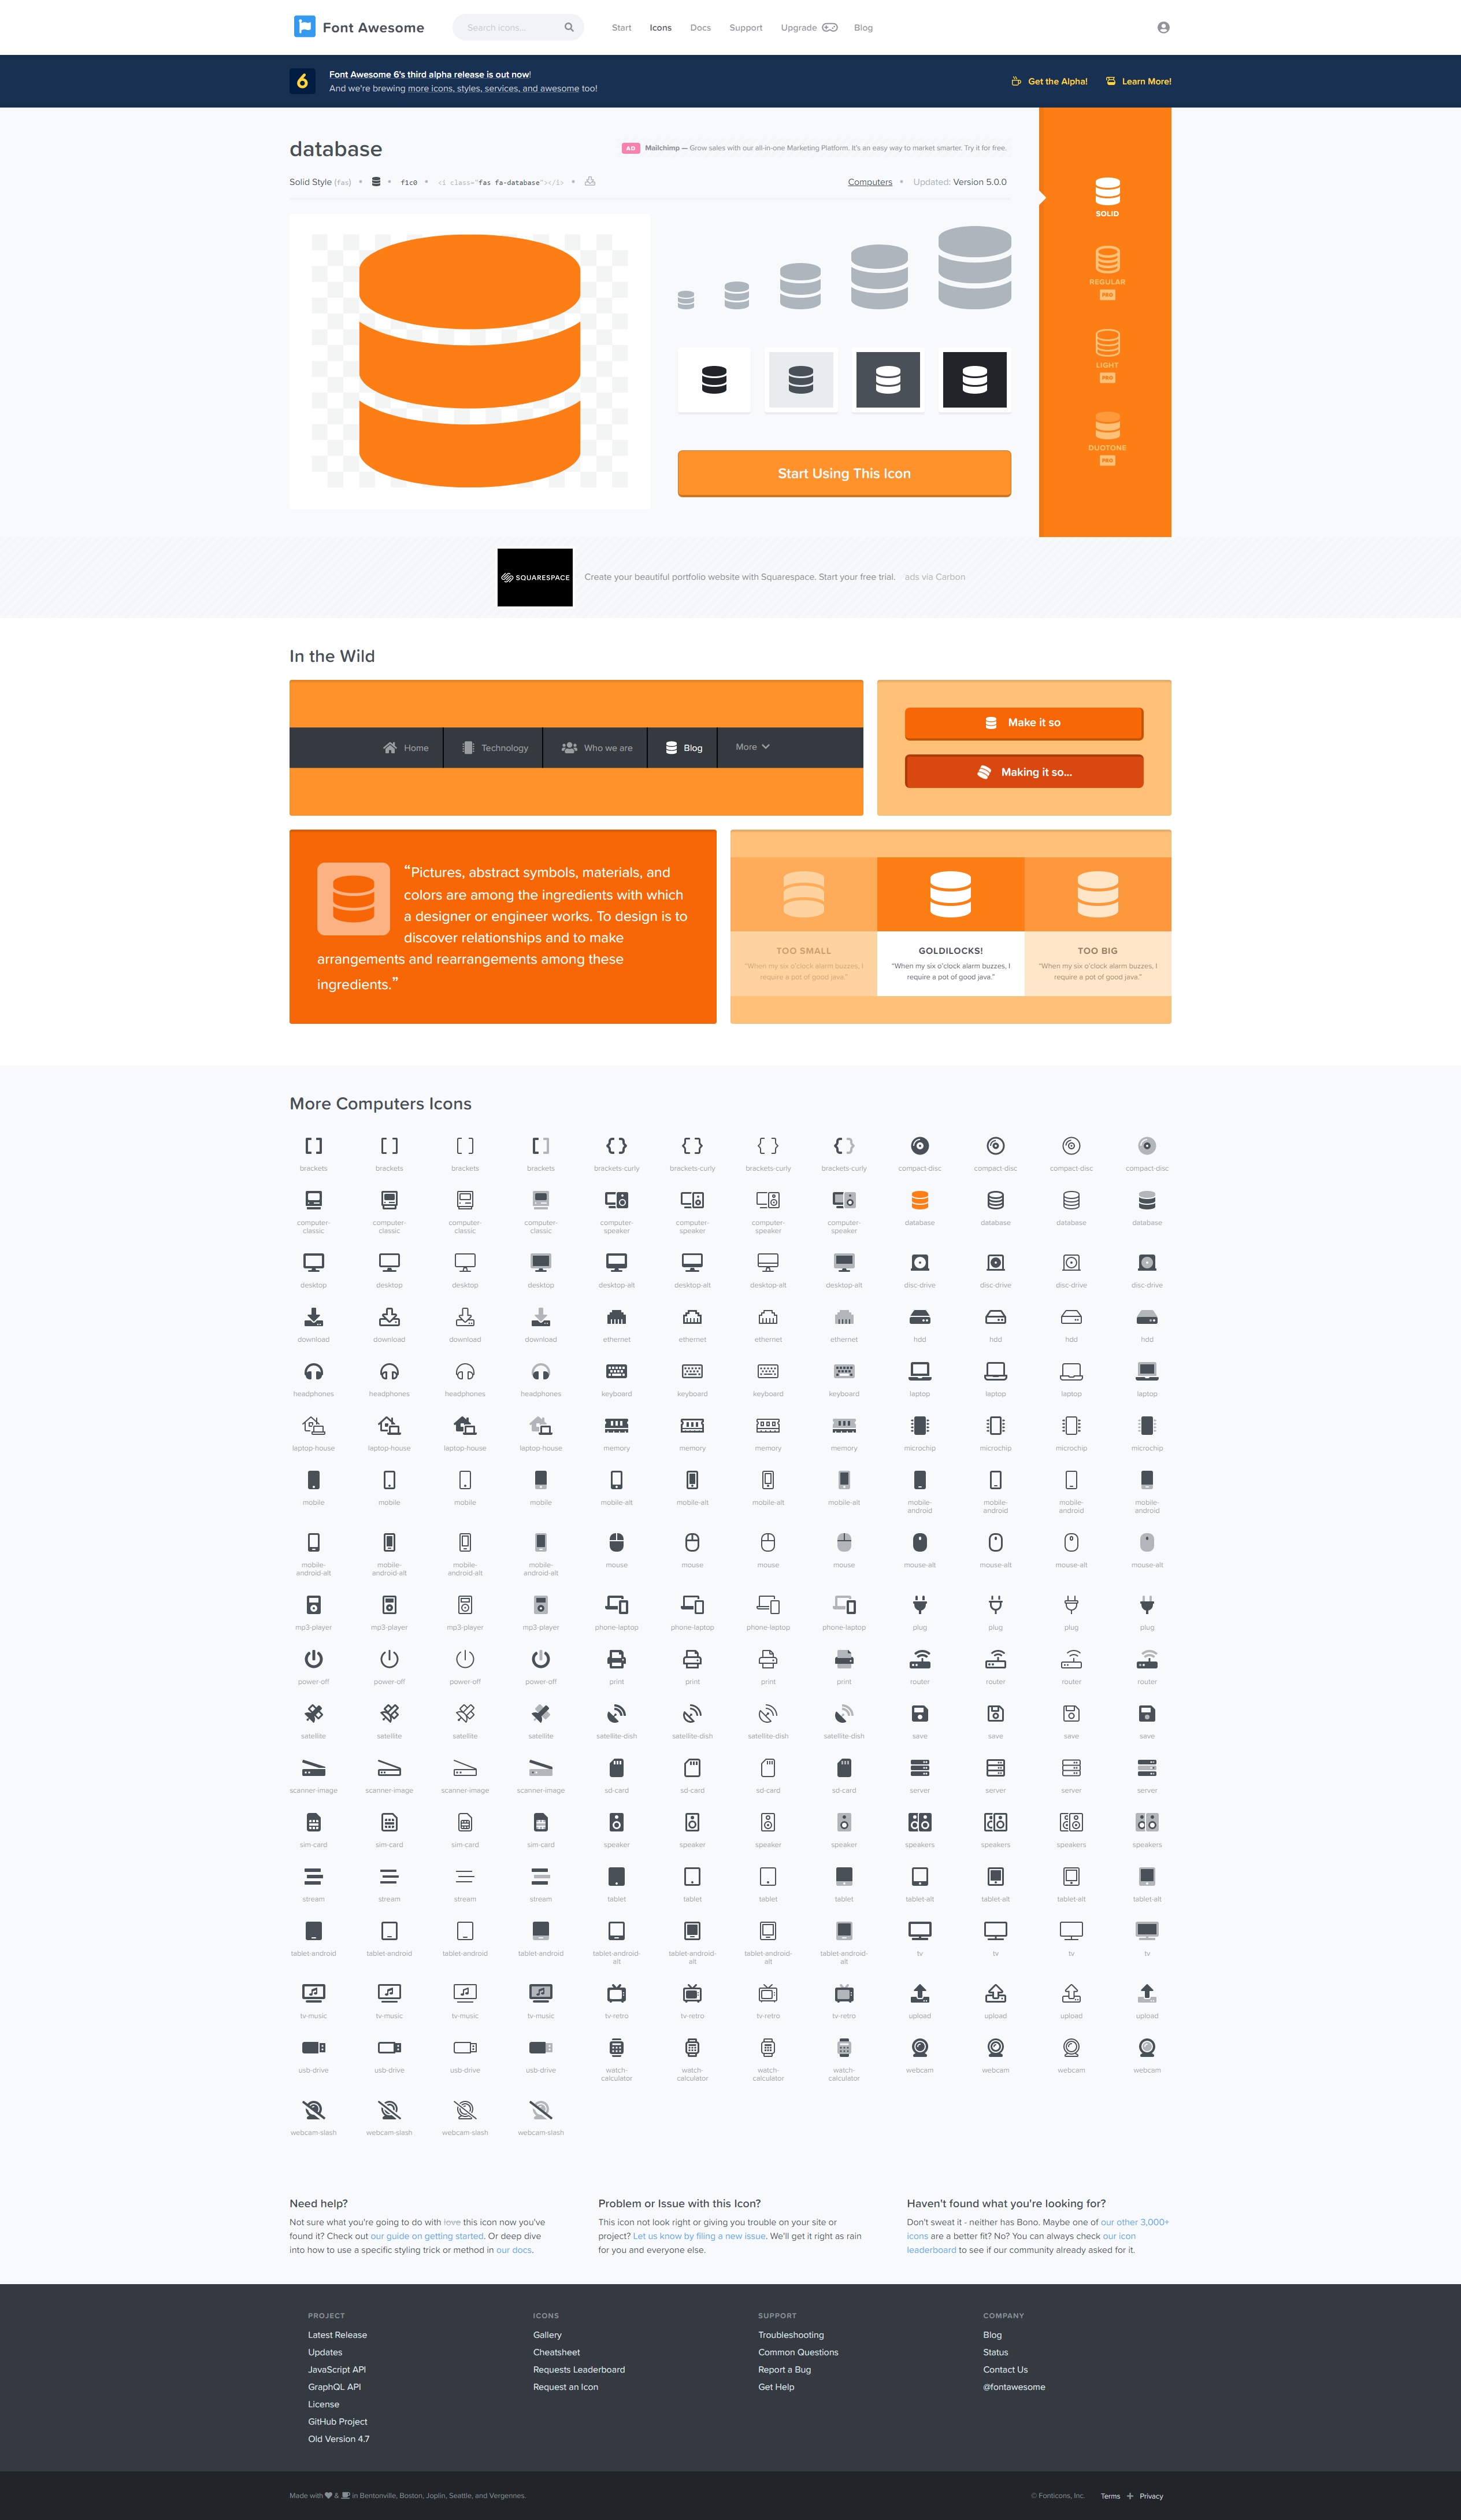 Font Awesome
Search icons...
Start
Icons
Docs
Support
Upgrade
Blog
6
Font Awesome 6's third alpha release is out now!
And we're brewing more icons, styles, services, and awesome too!
Get the Alpha!
Learn More!
database
AD Mailchimp — Grow sales with our all-in-one Marketing Platform. It's an easy way to market smarter. Try it for free.
Solid Style (fas) • • f1c0 • <i class="fas fa-database"></i> •
Computers • Updated: Version 5.0.0
SOLID
REGULAR
PRO
LIGHT
PRO
DUOTONE
PRO
Start Using This Icon
SQUARESPACE
Create your beautiful portfolio website with Squarespace. Start your free trial. ads via Carbon
In the Wild
Home
Technology
Who we are
Blog
More
Make it so
Making it so...
“Pictures, abstract symbols, materials, and
colors are among the ingredients with which
a designer or engineer works. To design is to
discover relationships and to make
arrangements and rearrangements among these
ingredients.”
TOO SMALL
"When my six o'clock alarm buzzes, I
require a pot of good java."
GOLDILOCKS!
"When my six o'clock alarm buzzes, I
require a pot of good java."
TOO BIG
"When my six o'clock alarm buzzes, I
require a pot of good java."
More Computers Icons
brackets brackets brackets brackets brackets-curly brackets-curly brackets-curly brackets-curly compact-disc compact-disc compact-disc compact-disc
computer- computer- computer- computer- computer- computer- computer- computer- database database database database
classic classic classic classic speaker speaker speaker speaker
desktop desktop desktop desktop desktop-alt desktop-alt desktop-alt desktop-alt disc-drive disc-drive disc-drive disc-drive
download download download download ethernet ethernet ethernet ethernet hdd hdd hdd hdd
headphones headphones headphones headphones keyboard keyboard keyboard keyboard laptop laptop laptop laptop
laptop-house laptop-house laptop-house laptop-house memory memory memory memory microchip microchip microchip microchip
mobile mobile mobile mobile mobile-alt mobile-alt mobile-alt mobile-alt mobile- mobile- mobile- mobile-
android android android android
mobile- mobile- mobile- mobile- mouse mouse mouse mouse mouse-alt mouse-alt mouse-alt mouse-alt
android-alt android-alt android-alt android-alt
mp3-player mp3-player mp3-player mp3-player phone-laptop phone-laptop phone-laptop phone-laptop plug plug plug plug
power-off power-off power-off power-off print print print print router router router router
satellite satellite satellite satellite satellite-dish satellite-dish satellite-dish satellite-dish save save save save
scanner-image scanner-image scanner-image scanner-image sd-card sd-card sd-card sd-card server server server server
sim-card sim-card sim-card sim-card speaker speaker speaker speaker speakers speakers speakers speakers
stream stream stream stream tablet tablet tablet tablet tablet-alt tablet-alt tablet-alt tablet-alt
tablet-android tablet-android tablet-android tablet-android tablet-android- tablet-android- tablet-android- tablet-android- tv tv tv tv
alt alt alt alt
tv-music tv-music tv-music tv-music tv-retro tv-retro tv-retro tv-retro upload upload upload upload
usb-drive usb-drive usb-drive usb-drive watch- watch- watch- watch- webcam webcam webcam webcam
calculator calculator calculator calculator
webcam-slash webcam-slash webcam-slash webcam-slash
Need help?
Not sure what you're going to do with love this icon now you've
found it? Check out our guide on getting started. Or deep dive
into how to use a specific styling trick or method in our docs.
Problem or Issue with this Icon?
This icon not look right or giving you trouble on your site or
project? Let us know by filing a new issue. We'll get it right as rain
for you and everyone else.
Haven't found what you're looking for?
Don't sweat it - neither has Bono. Maybe one of our other 3,000+
icons are a better fit? No? You can always check our icon
leaderboard to see if our community already asked for it.
PROJECT
Latest Release
Updates
JavaScript API
GraphQL API
License
GitHub Project
Old Version 4.7
ICONS
Gallery
Cheatsheet
Requests Leaderboard
Request an Icon
SUPPORT
Troubleshooting
Common Questions
Report a Bug
Get Help
COMPANY
Blog
Status
Contact Us
@fontawesome
Made with & in Bentonville, Boston, Joplin, Seattle, and Vergennes.
© Fonticons, Inc.
Terms
Privacy